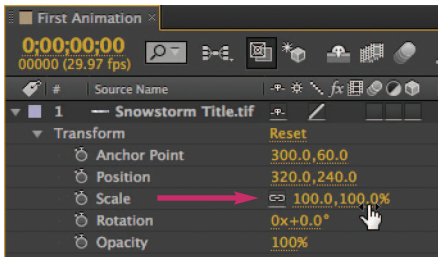 First Animation ×
0;00;00;00
00000 (29.97 fps)
# Source Name fx
1 Snowstorm Title.tif
Transform Reset
Anchor Point 300.0,60.0
Position 320.0,240.0
Scale 100.0,100.0%
Rotation 0x+0.0°
Opacity 100%